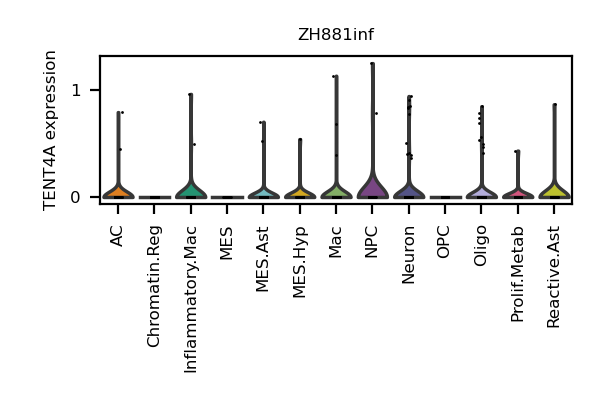 ZH881inf
TENT4A expression
1
0
AC
Chromatin.Reg
Inflammatory.Mac
MES
MES.Ast
MES.Hyp
Mac
NPC
Neuron
OPC
Oligo
Prolif.Metab
Reactive.Ast